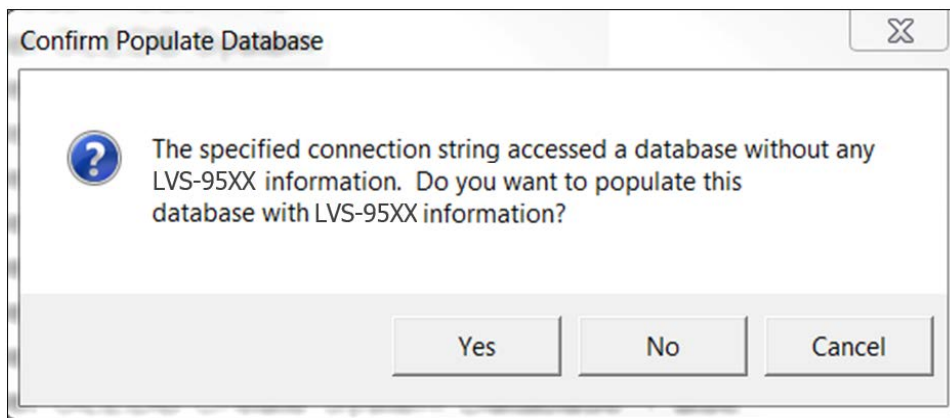 Confirm Populate Database
The specified connection string accessed a database without any
LVS-95XX information.  Do you want to populate this
database with LVS-95XX information?
Yes
No
Cancel